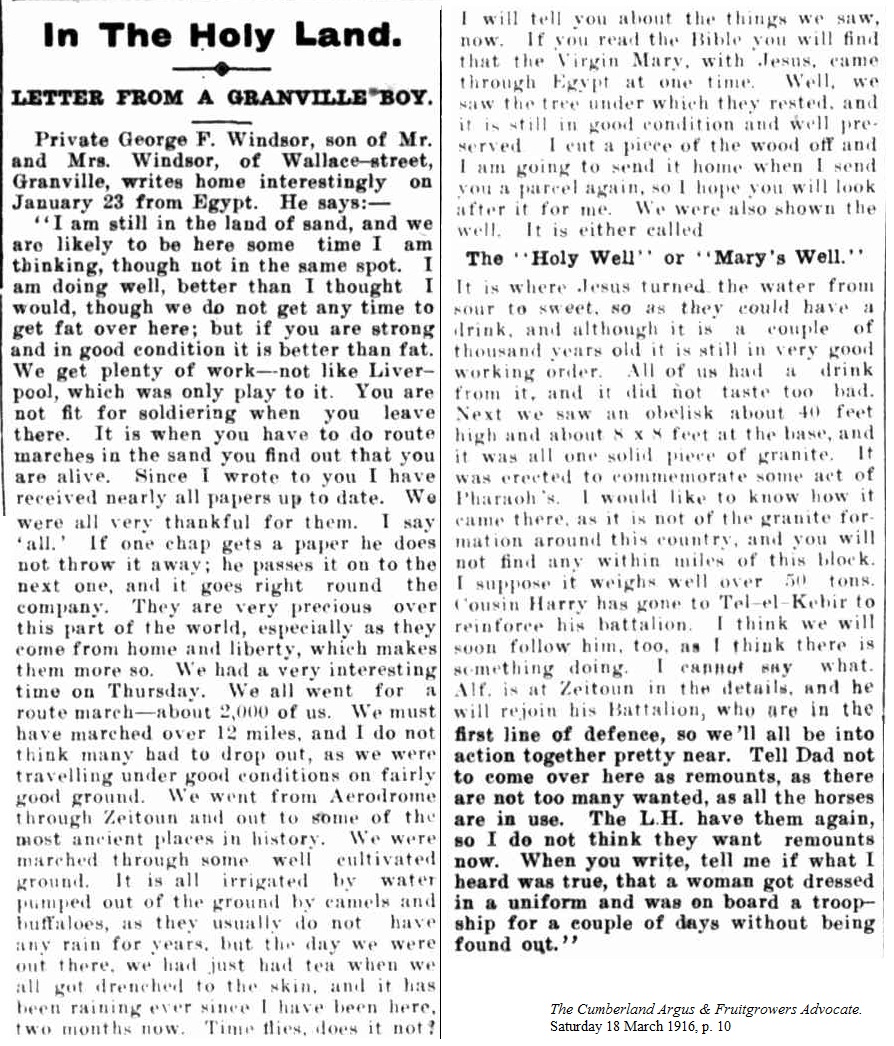 In The Holy Land.
LETTER FROM A GRANVILLE BOY.
Private George F. Windsor, son of Mr.
and Mrs. Windsor, of Wallace-street,
Granville, writes home interestingly on
January 23 from Egypt. He says:—
"I am still in the land of sand, and we
are likely to be here some time I am
thinking, though not in the same spot. I
am doing well, better than I thought I
would, though we do not get any time to
get fat over here; but if you are strong
and in good condition it is better than fat.
We get plenty of work—not like Liver-
pool, which was only play to it. You are
not fit for soldiering when you leave
there. It is when you have to do route
marches in the sand you find out that you
are alive. Since I wrote to you I have
received nearly all papers up to date. We
were all very thankful for them. I say
'all.' If one chap gets a paper he does
not throw it away; he passes it on to the
next one, and it goes right round the
company. They are very precious over
this part of the world, especially as they
come from home and liberty, which makes
them more so. We had a very interesting
time on Thursday. We all went for a
route march—about 2,000 of us. We must
have marched over 12 miles, and I do not
think many had to drop out, as we were
travelling under good conditions on fairly
good ground. We went from Aerodrome
through Zeitoun and out to some of the
most ancient places in history. We were
marched through some well cultivated
ground. It is all irrigated by water
pumped out of the ground by camels and
buffaloes, as they usually do not have
any rain for years, but the day we were
out there, we had just had tea when we
all got drenched to the skin, and it has
been raining ever since I have been here,
two months now. Time flies, does it not?
I will tell you about the things we saw,
now. If you read the Bible you will find
that the Virgin Mary, with Jesus, came
through Egypt at one time. Well, we
saw the tree under which they rested, and
it is still in good condition and well pre-
served I cut a piece of the wood off and
I am going to send it home when I send
you a parcel again, so I hope you will look
after it for me. We were also shown the
well. It is either called
The "Holy Well" or "Mary's Well."
It is where Jesus turned the water from
sour to sweet, so as they could have a
drink, and although it is a couple of
thousand years old it is still in very good
working order. All of us had a drink
from it, and it did not taste too bad.
Next we saw an obelisk about 40 feet
high and about 8 x 8 feet at the base, and
it was all one solid piece of granite. It
was erected to commemorate some act of
Pharaoh's. I would like to know how it
came there, as it is not of the granite for-
mation around this country, and you will
not find any within miles of this block.
I suppose it weighs well over 50 tons.
Cousin Harry has gone to Tel-el-Kebir to
reinforce his battalion. I think we will
soon follow him, too, as I think there is
something doing. I cannot say what.
Alf. is at Zeitoun in the details, and he
will rejoin his Battalion, who are in the
first line of defence, so we'll all be into
action together pretty near. Tell Dad not
to come over here as remounts, as there
are not too many wanted, as all the horses
are in use. The L.H. have them again,
so I do not think they want remounts
now. When you write, tell me if what I
heard was true, that a woman got dressed
in a uniform and was on board a troop-
ship for a couple of days without being
found out."
The Cumberland Argus & Fruitgrowers Advocate.
Saturday 18 March 1916, p. 10